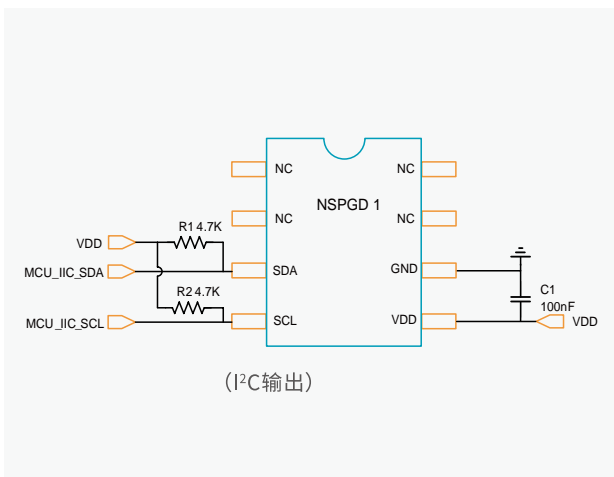 NC
NC
NSPGD 1
R1 4.7K
NC
NC
VDD
MCU_IIC_SDA
SDA
GND
R2 4.7K
C1
100nF
MCU_IIC_SCL
SCL
VDD
VDD
(I²C输出)